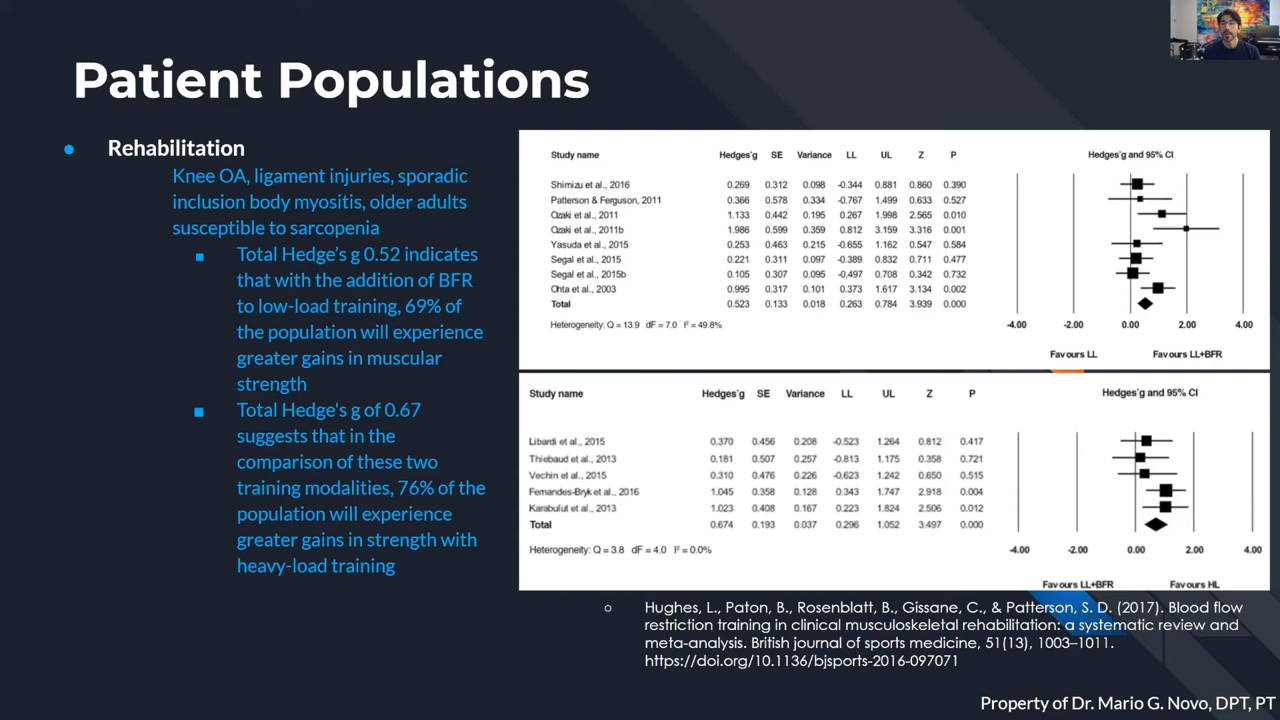 Patient Populations
● Rehabilitation
Knee OA, ligament injuries, sporadic
inclusion body myositis, older adults
susceptible to sarcopenia
■ Total Hedge’s g 0.52 indicates
that with the addition of BFR
to low-load training, 69% of
the population will experience
greater gains in muscular
strength
■ Total Hedge's g of 0.67
suggests that in the
comparison of these two
training modalities, 76% of the
population will experience
greater gains in strength with
heavy-load training
Study name Hedges'g SE Variance LL UL Z P Hedges'g and 95% CI
Shimizu et al., 2016 0.269 0.312 0.098 -0.344 0.881 0.860 0.390
Patterson & Ferguson, 2011 0.366 0.578 0.334 -0.767 1.499 0.633 0.527
Ozaki et al., 2011 1.133 0.442 0.195 0.267 1.998 2.565 0.010
Ozaki et al., 2011b 1.986 0.599 0.359 0.812 3.159 3.316 0.001
Yasuda et al., 2015 0.253 0.463 0.215 -0.655 1.162 0.547 0.584
Segal et al., 2015 0.221 0.311 0.097 -0.389 0.832 0.711 0.477
Segal et al., 2015b 0.105 0.307 0.095 -0.497 0.708 0.342 0.732
Ohta et al., 2003 0.995 0.317 0.101 0.373 1.617 3.134 0.002
Total 0.523 0.133 0.018 0.263 0.784 3.939 0.000
Heterogeneity: Q = 13.9 dF = 7.0 I² = 49.8%
-4.00 -2.00 0.00 2.00 4.00
Favours LL Favours LL+BFR
Study name Hedges'g SE Variance LL UL Z P Hedges'g and 95% CI
Libardi et al., 2015 0.370 0.456 0.208 -0.523 1.264 0.812 0.417
Thiebaud et al., 2013 0.181 0.507 0.257 -0.813 1.175 0.358 0.721
Vechin et al., 2015 0.310 0.476 0.226 -0.623 1.242 0.650 0.515
Fernandes-Bryk et al., 2016 1.045 0.358 0.128 0.343 1.747 2.918 0.004
Karabulut et al., 2013 1.023 0.408 0.167 0.223 1.824 2.506 0.012
Total 0.674 0.193 0.037 0.296 1.052 3.497 0.000
Heterogeneity: Q = 3.8 dF = 4.0 I² = 0.0%
-4.00 -2.00 0.00 2.00 4.00
Favours LL+BFR Favours HL
○ Hughes, L., Paton, B., Rosenblatt, B., Gissane, C., & Patterson, S. D. (2017). Blood flow
restriction training in clinical musculoskeletal rehabilitation: a systematic review and
meta-analysis. British journal of sports medicine, 51(13), 1003–1011.
https://doi.org/10.1136/bjsports-2016-097071
Property of Dr. Mario G. Novo, DPT, PT